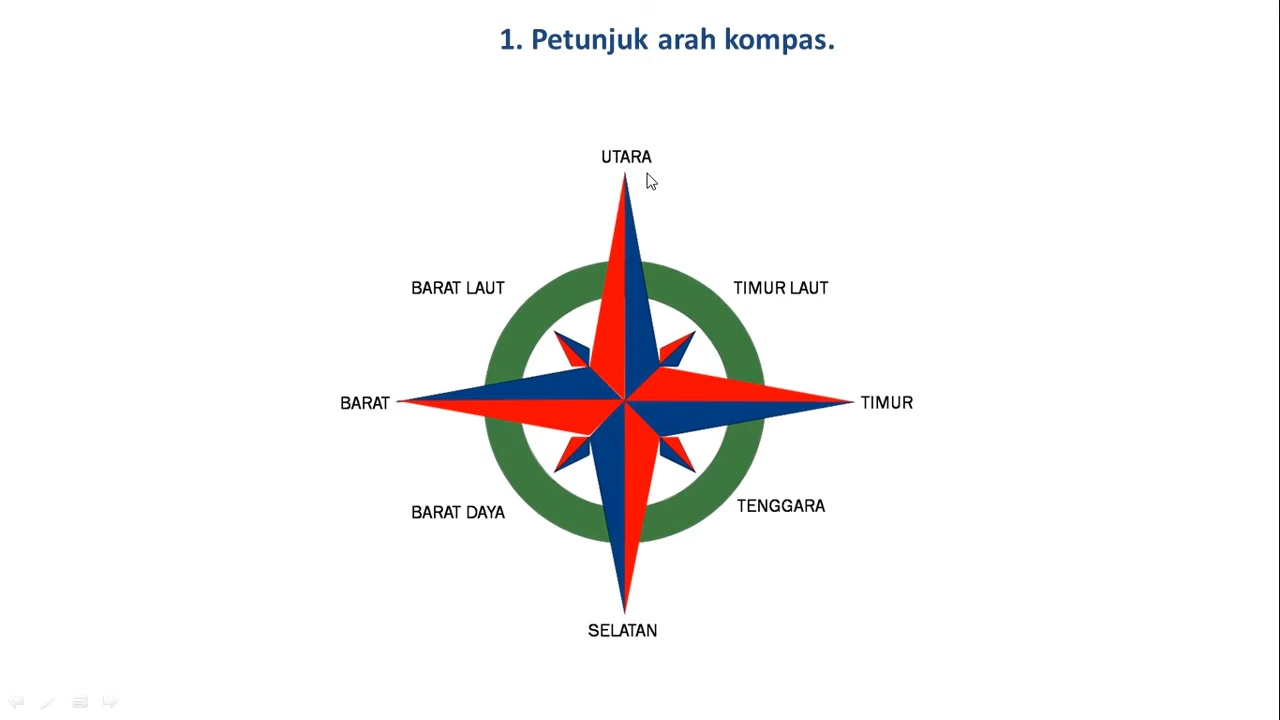 1. Petunjuk arah kompas.
UTARA
BARAT LAUT
TIMUR LAUT
BARAT
TIMUR
BARAT DAYA
TENGGARA
SELATAN